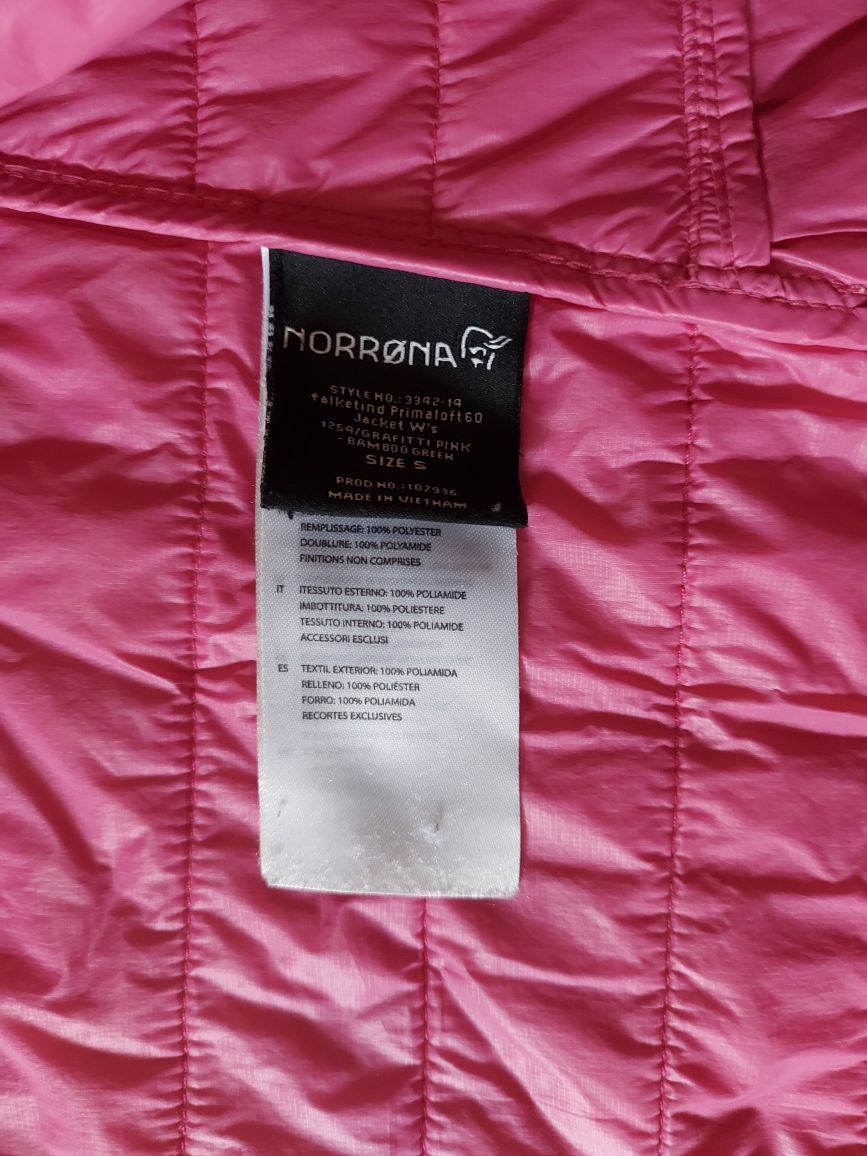 NORRØNA
STYLE NO.: 3342-14
falketind Primaloft60
Jacket W's
1254/GRAFITTI PINK
- BAMBOO GREEN
SIZE S
PROD NO.: 107936
MADE IN VIETNAM
REMPLISSAGE: 100% POLYESTER
DOUBLURE: 100% POLYAMIDE
FINITIONS NON COMPRISES
IT ITESSUTO ESTERNO: 100% POLIAMIDE
IMBOTTITURA: 100% POLIESTERE
TESSUTO INTERNO: 100% POLIAMIDE
ACCESSORI ESCLUSI
ES TEXTIL EXTERIOR: 100% POLIAMIDA
RELLENO: 100% POLIÉSTER
FORRO: 100% POLIAMIDA
RECORTES EXCLUSIVES